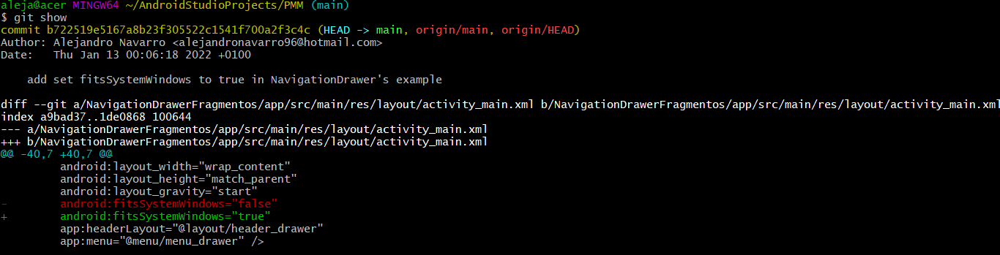 aleja@acer MINGW64 ~/AndroidStudioProjects/PMM (main)
$ git show
commit b722519e5167a8b23f305522c1541f700a2f3c4c (HEAD -> main, origin/main, origin/HEAD)
Author: Alejandro Navarro <alejandronavarro96@hotmail.com>
Date:   Thu Jan 13 00:06:18 2022 +0100

    add set fitsSystemWindows to true in NavigationDrawer's example

diff --git a/NavigationDrawerFragmentos/app/src/main/res/layout/activity_main.xml b/NavigationDrawerFragmentos/app/src/main/res/layout/activity_main.xml
index a9bad37..1de0868 100644
--- a/NavigationDrawerFragmentos/app/src/main/res/layout/activity_main.xml
+++ b/NavigationDrawerFragmentos/app/src/main/res/layout/activity_main.xml
@@ -40,7 +40,7 @@
         android:layout_width="wrap_content"
         android:layout_height="match_parent"
         android:layout_gravity="start"
-        android:fitsSystemWindows="false"
+        android:fitsSystemWindows="true"
         app:headerLayout="@layout/header_drawer"
         app:menu="@menu/menu_drawer" />